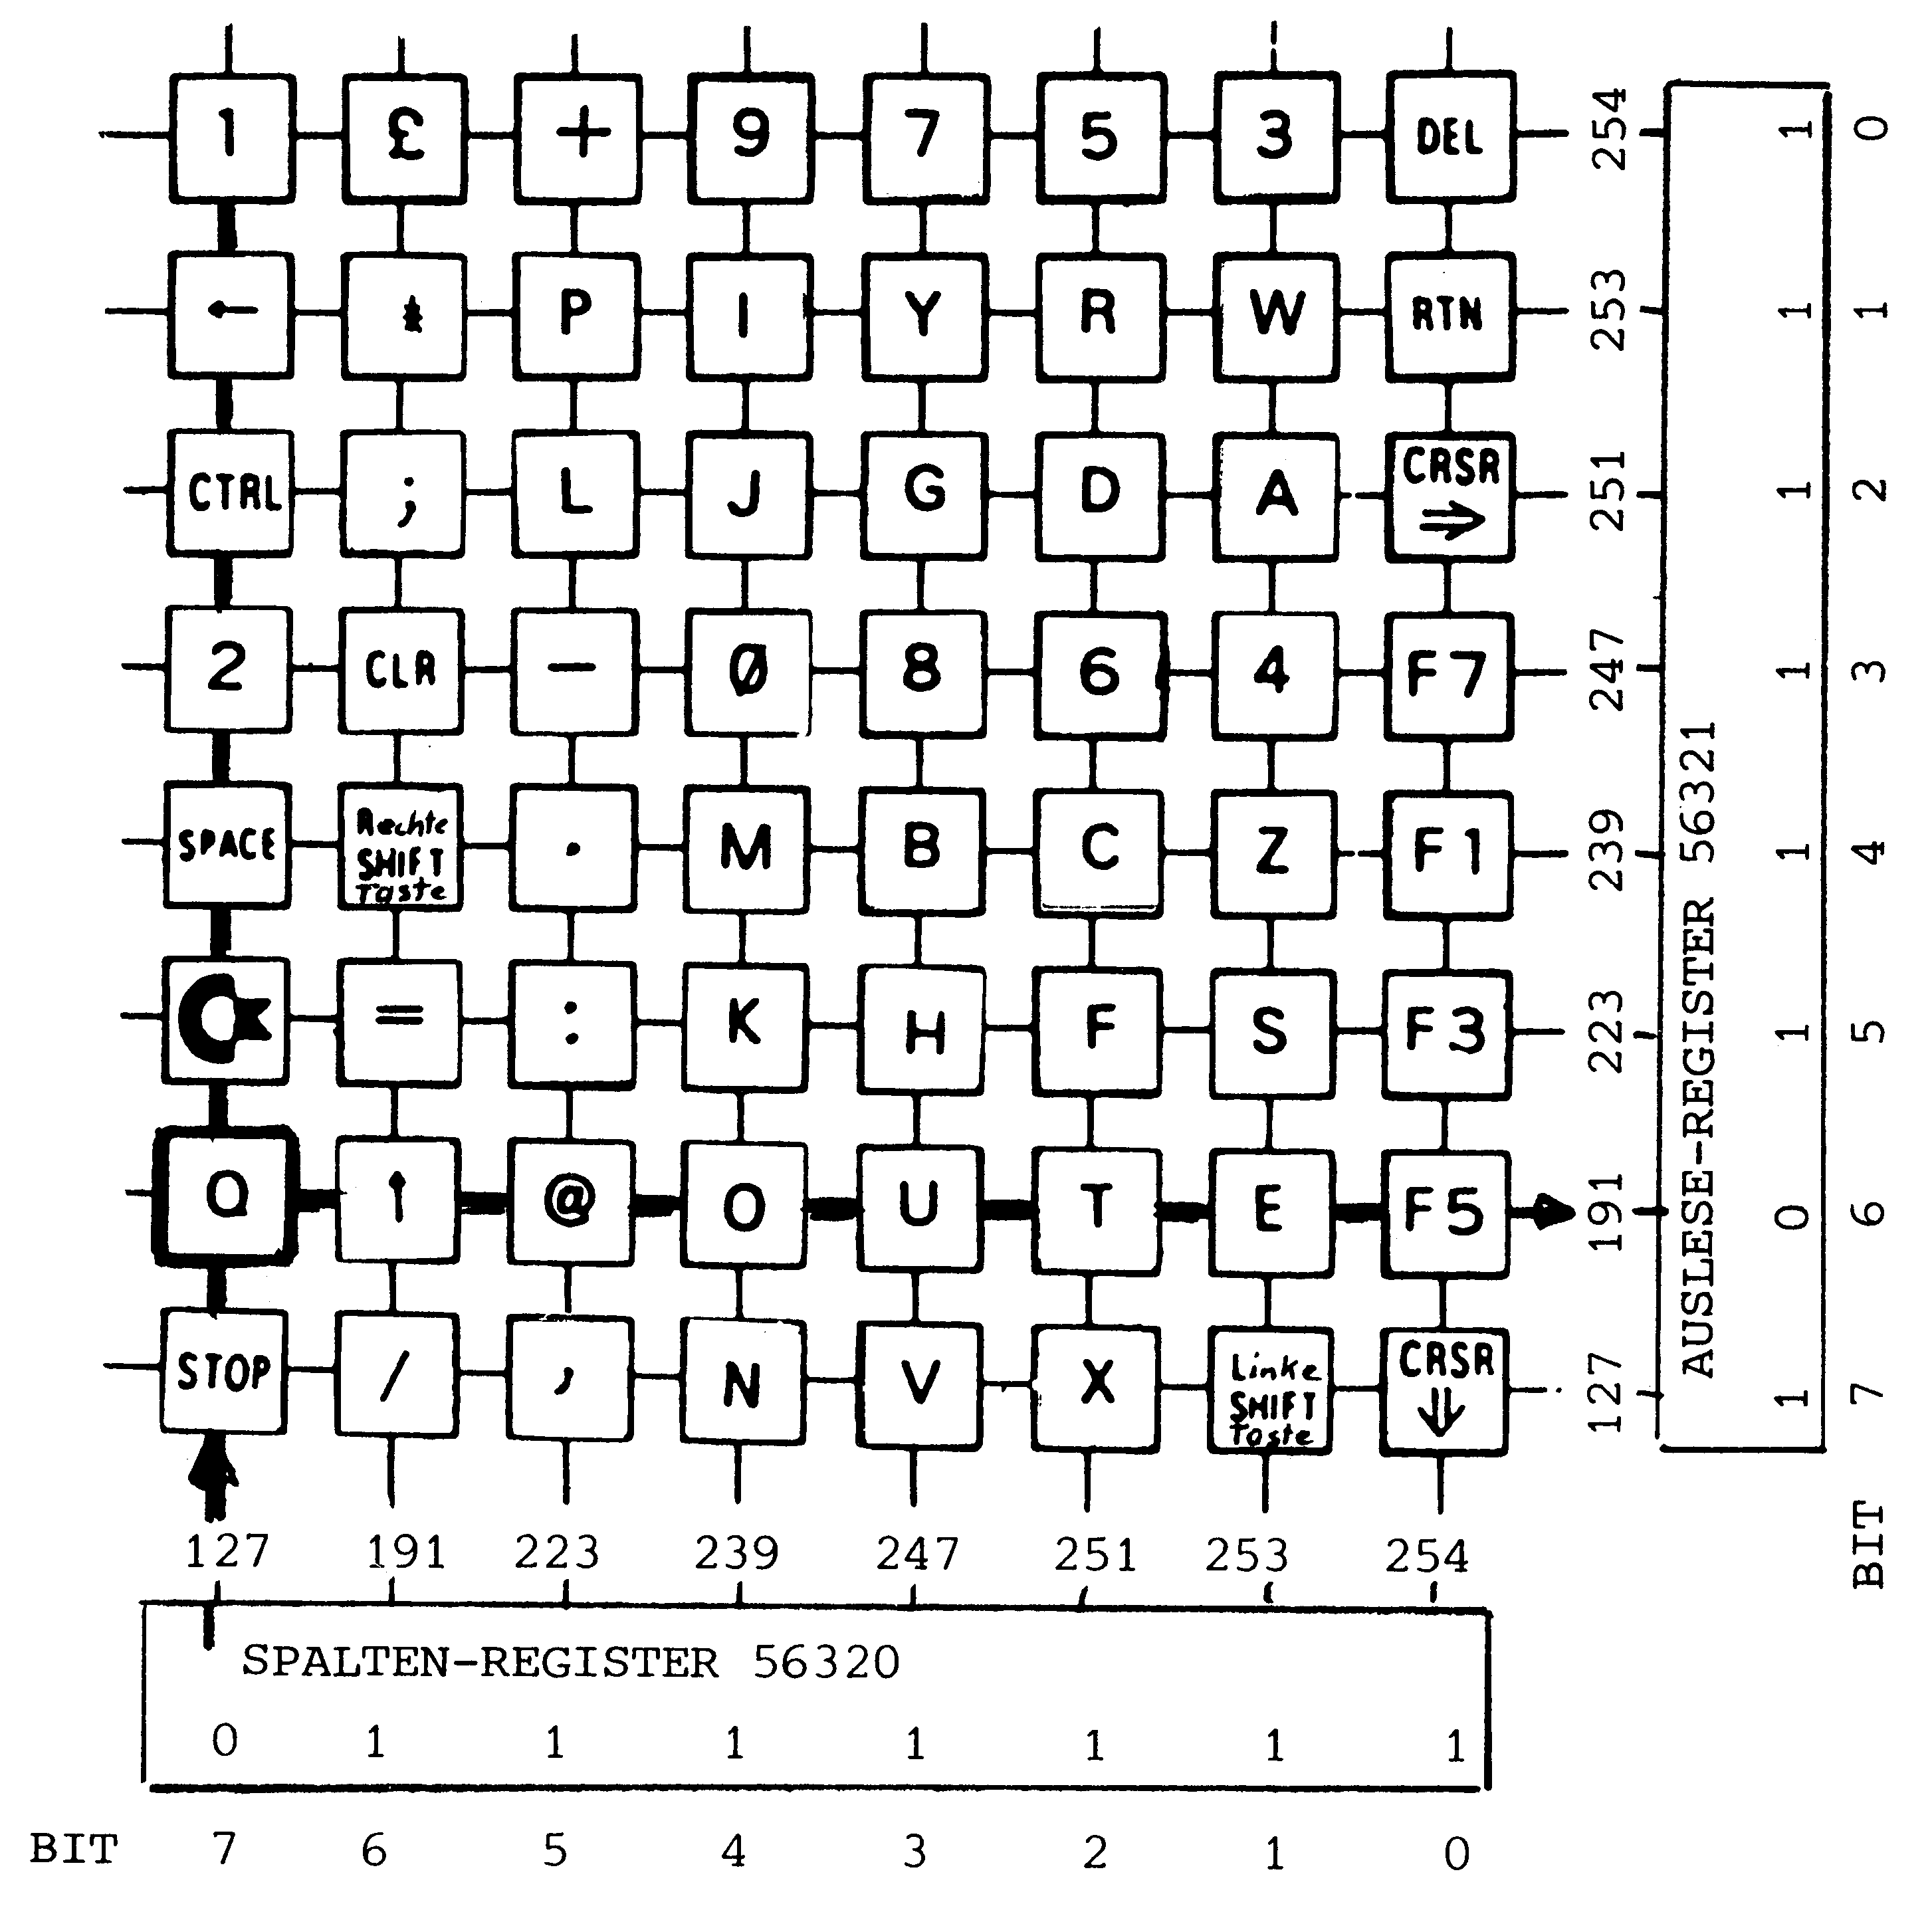 1 £ + 9 7 5 3 DEL 254 1 0
← * P I Y R W RTN 253 1 1
CTRL ; L J G D A CRSR ⇒ 251 1 2
2 CLR - Ø 8 6 4 F7 247 1 3
SPACE Rechte SHIFT Taste . M B C Z F1 239 1 4
= : K H F S F3 223 1 5
Q ↑ @ O U T E F5 191 0 6
STOP / , N V X Linke SHIFT Taste CRSR ⇓ 127 1 7
AUSLESE-REGISTER 56321
BIT
127 191 223 239 247 251 253 254
SPALTEN-REGISTER 56320
0 1 1 1 1 1 1 1
BIT 7 6 5 4 3 2 1 0